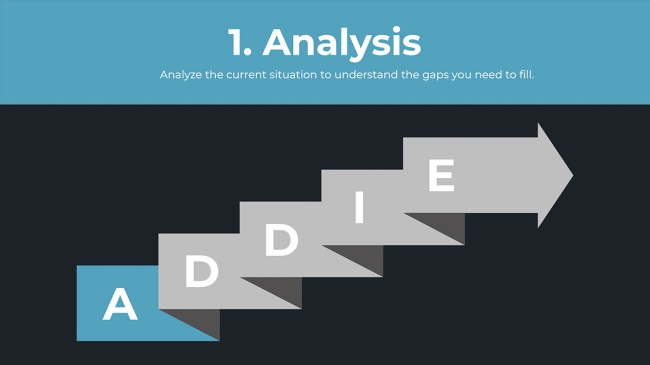 1. Analysis
Analyze the current situation to understand the gaps you need to fill.
A
D
D
I
E